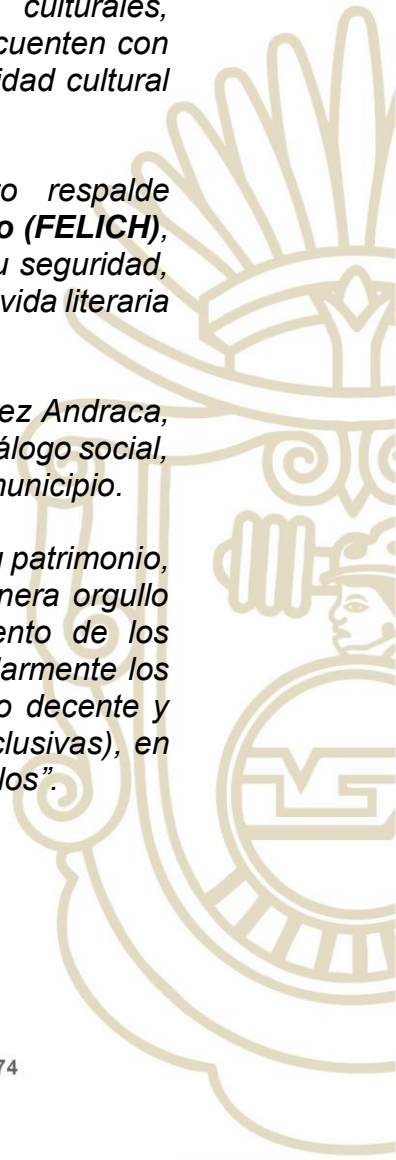 culturales,
cuenten con
idad cultural
respalde
o (FELICH),
u seguridad,
vida literaria
ez Andraca,
álogo social,
municipio.
patrimonio,
nera orgullo
ento de los
larmente los
o decente y
clusivas), en
los”.
74